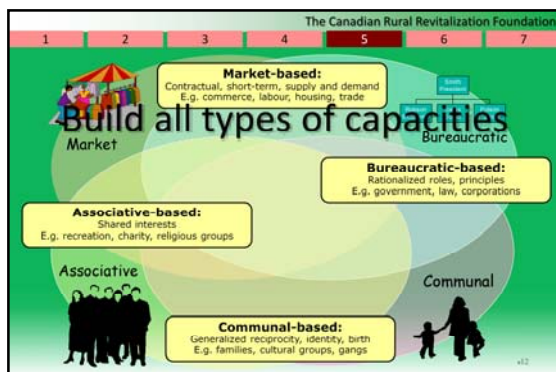 The Canadian Rural Revitalization Foundation
1 2 3 4 5 6 7
Market-based:
Contractual, short-term, supply and demand
E.g. commerce, labour, housing, trade
Smith
President
Build all types of capacities
Market
Bureaucratic
Bureaucratic-based:
Rationalized roles, principles
E.g. government, law, corporations
Associative-based:
Shared interests
E.g. recreation, charity, religious groups
Associative
Communal
Communal-based:
Generalized reciprocity, identity, birth
E.g. families, cultural groups, gangs
12